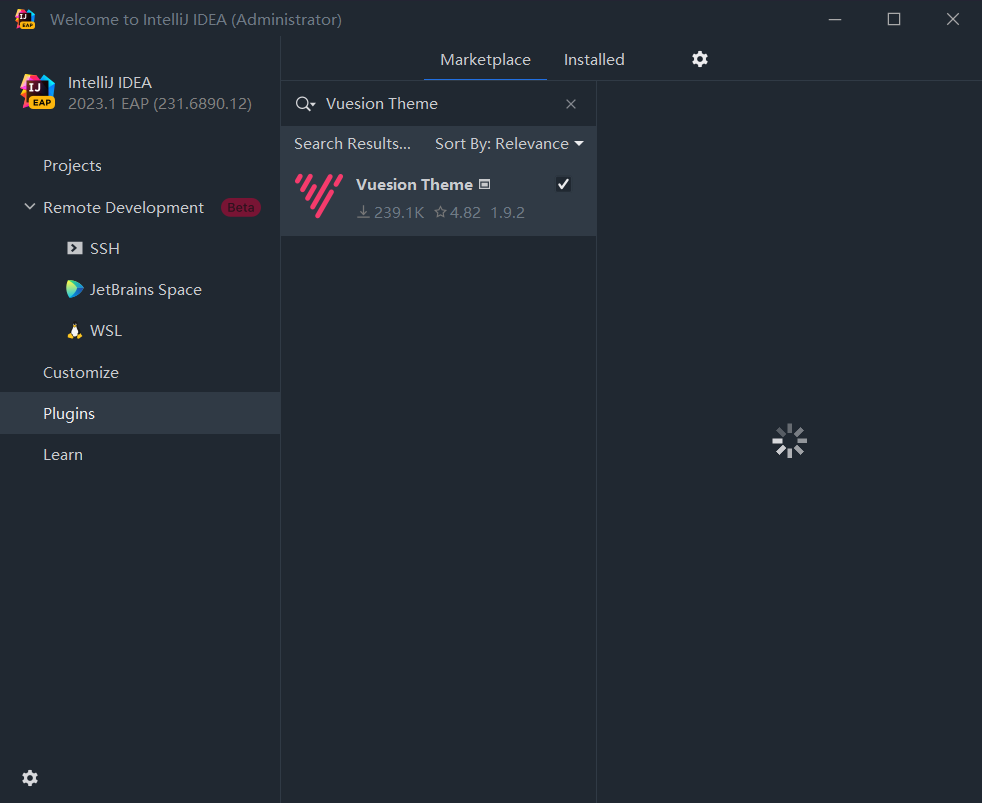 Welcome to IntelliJ IDEA (Administrator)
IntelliJ IDEA
2023.1 EAP (231.6890.12)
Projects
Remote Development Beta
SSH
JetBrains Space
WSL
Customize
Plugins
Learn
Marketplace Installed
Vuesion Theme
Search Results... Sort By: Relevance
Vuesion Theme
239.1K 4.82 1.9.2
IJ
EAP
IJ
EAP